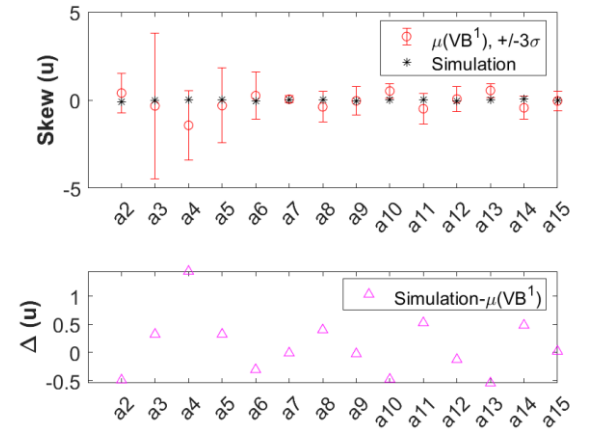 Skew (u)
5
0
-5
μ(VB¹), +/-3σ
Simulation
a2 a3 a4 a5 a6 a7 a8 a9 a10 a11 a12 a13 a14 a15
Δ (u)
1
0.5
0
-0.5
Simulation-μ(VB¹)
a2 a3 a4 a5 a6 a7 a8 a9 a10 a11 a12 a13 a14 a15